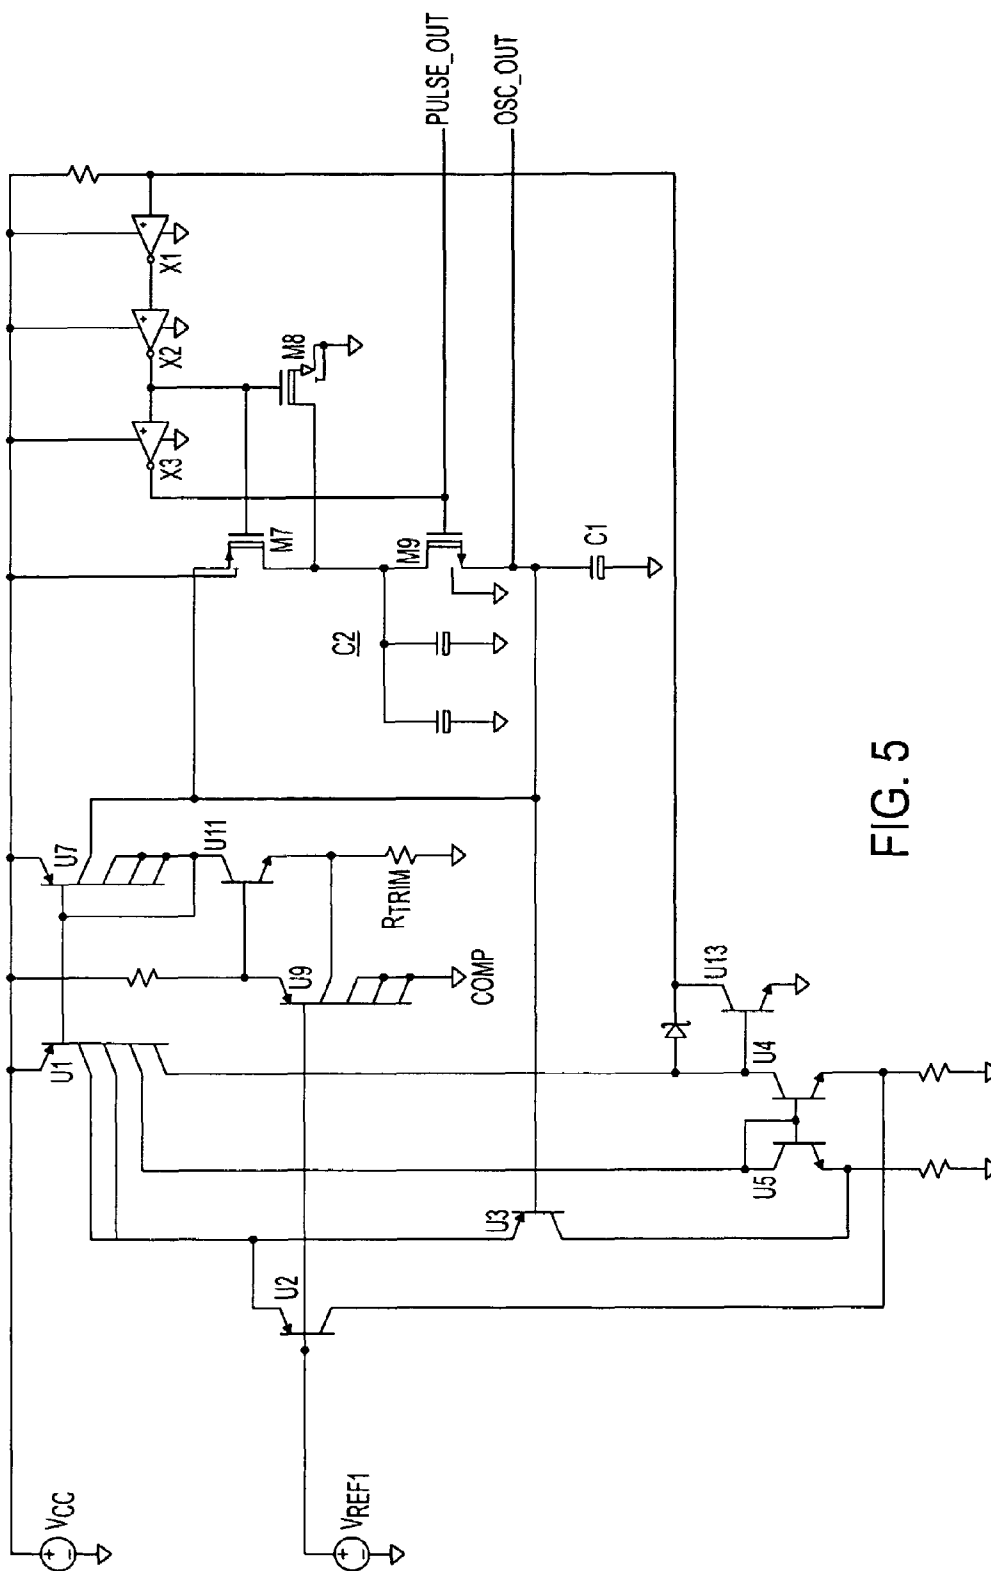 VCC
VREF1
U1
U7
U2
U9
U11
U3
COMP
RTRIM
U5
U4
U13
C2
M7
M9
M8
C1
X3
X2
X1
PULSE_OUT
OSC_OUT
FIG. 5